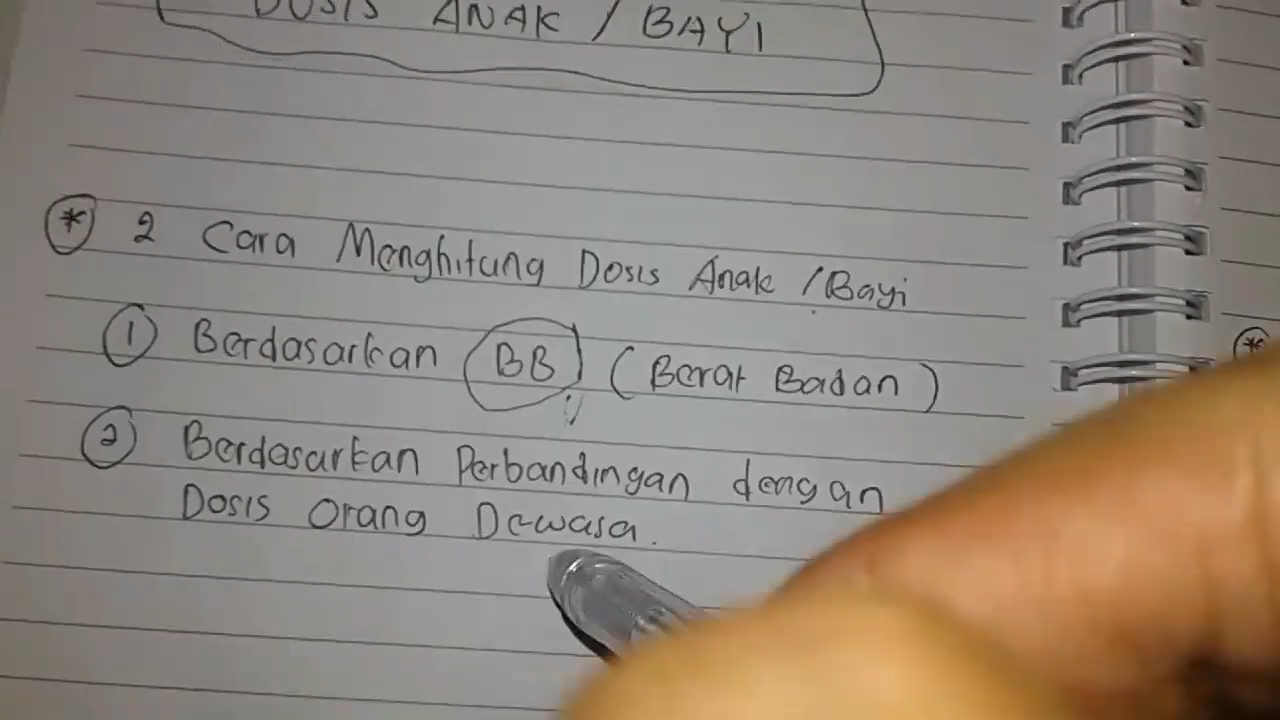 DOSIS ANAK / BAYI
* 2 Cara Menghitung Dosis Anak / Bayi
1 Berdasarkan BB (Berat Badan)
2 Berdasarkan Perbandingan dengan
Dosis Orang Dewasa.
*